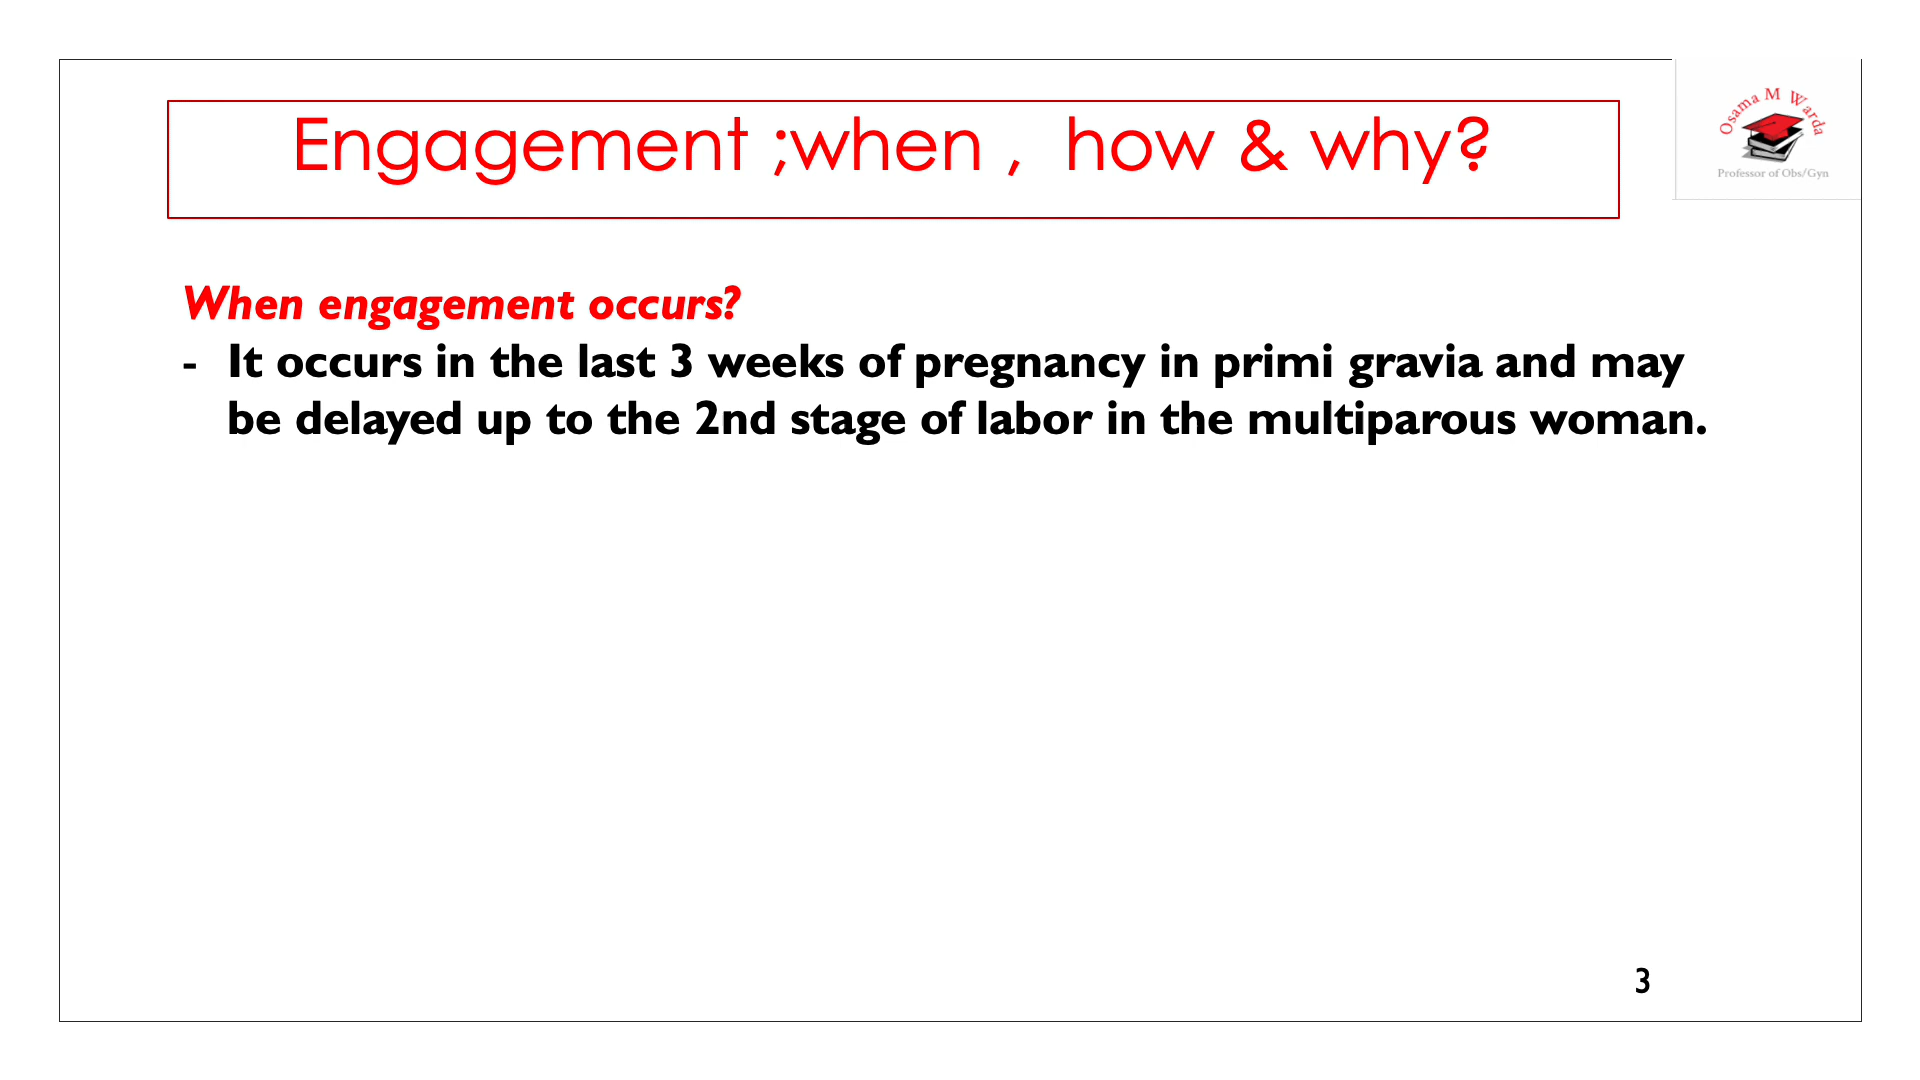 Osama M Warda
Professor of Obs/Gyn
Engagement ;when , how & why?
When engagement occurs?
- It occurs in the last 3 weeks of pregnancy in primi gravia and may
be delayed up to the 2nd stage of labor in the multiparous woman.
3